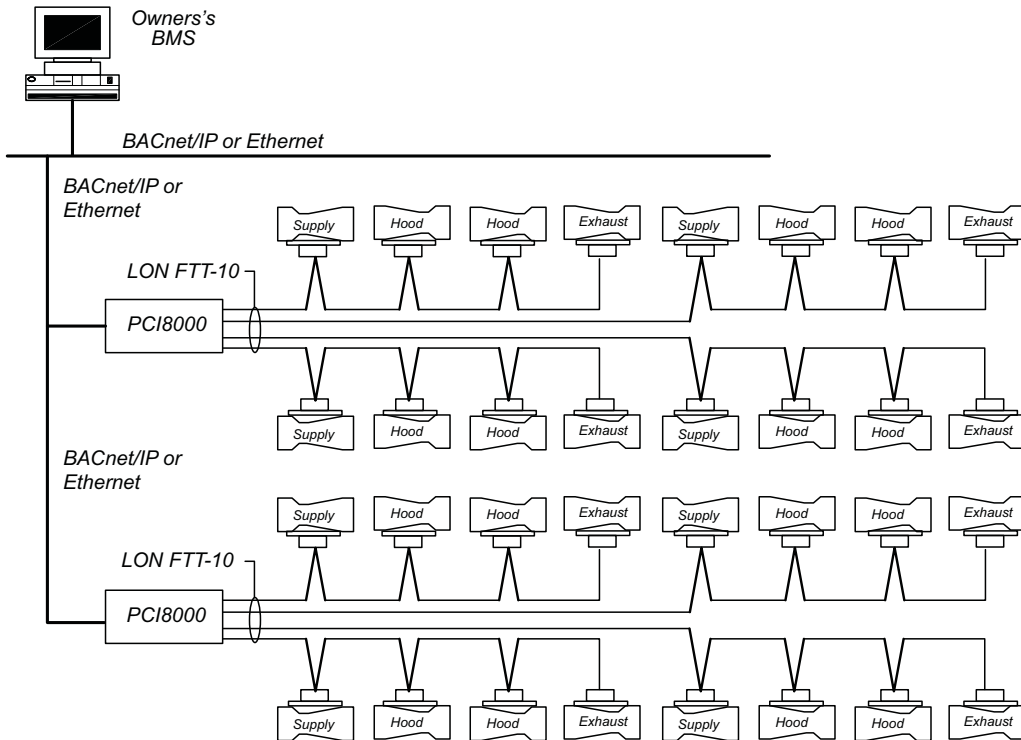 Owners's
BMS
BACnet/IP or Ethernet
BACnet/IP or
Ethernet
Supply Hood Hood Exhaust Supply Hood Hood Exhaust
LON FTT-10
PCI8000
Supply Hood Hood Exhaust Supply Hood Hood Exhaust
BACnet/IP or
Ethernet
Supply Hood Hood Exhaust Supply Hood Hood Exhaust
LON FTT-10
PCI8000
Supply Hood Hood Exhaust Supply Hood Hood Exhaust